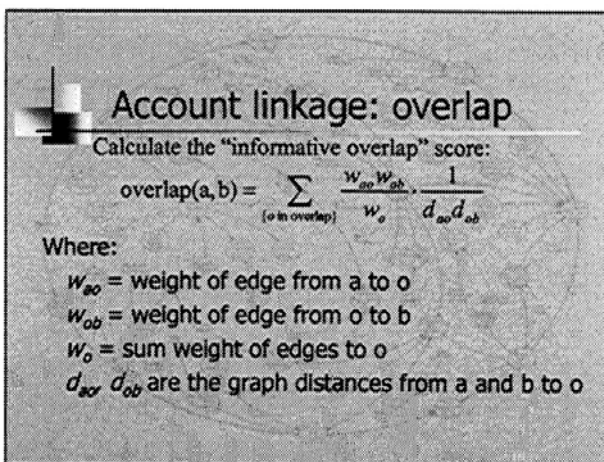 Account linkage: overlap
Calculate the “informative overlap” score:
overlap(a, b) = ∑ {o in overlap} w_ao w_ob / w_o · 1 / d_ao d_ob
Where:
w_ao = weight of edge from a to o
w_ob = weight of edge from o to b
w_o = sum weight of edges to o
d_ao, d_ob are the graph distances from a and b to o